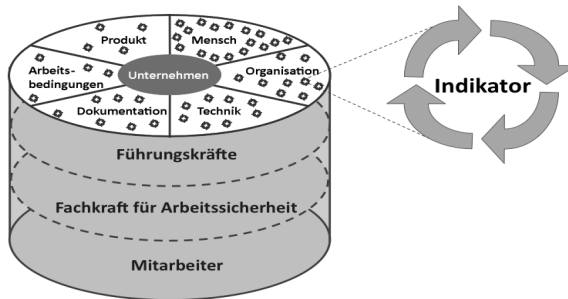 Produkt
Mensch
Arbeits-
bedingungen
Unternehmen
Organisation
Dokumentation
Technik
Indikator
Führungskräfte
Fachkraft für Arbeitssicherheit
Mitarbeiter